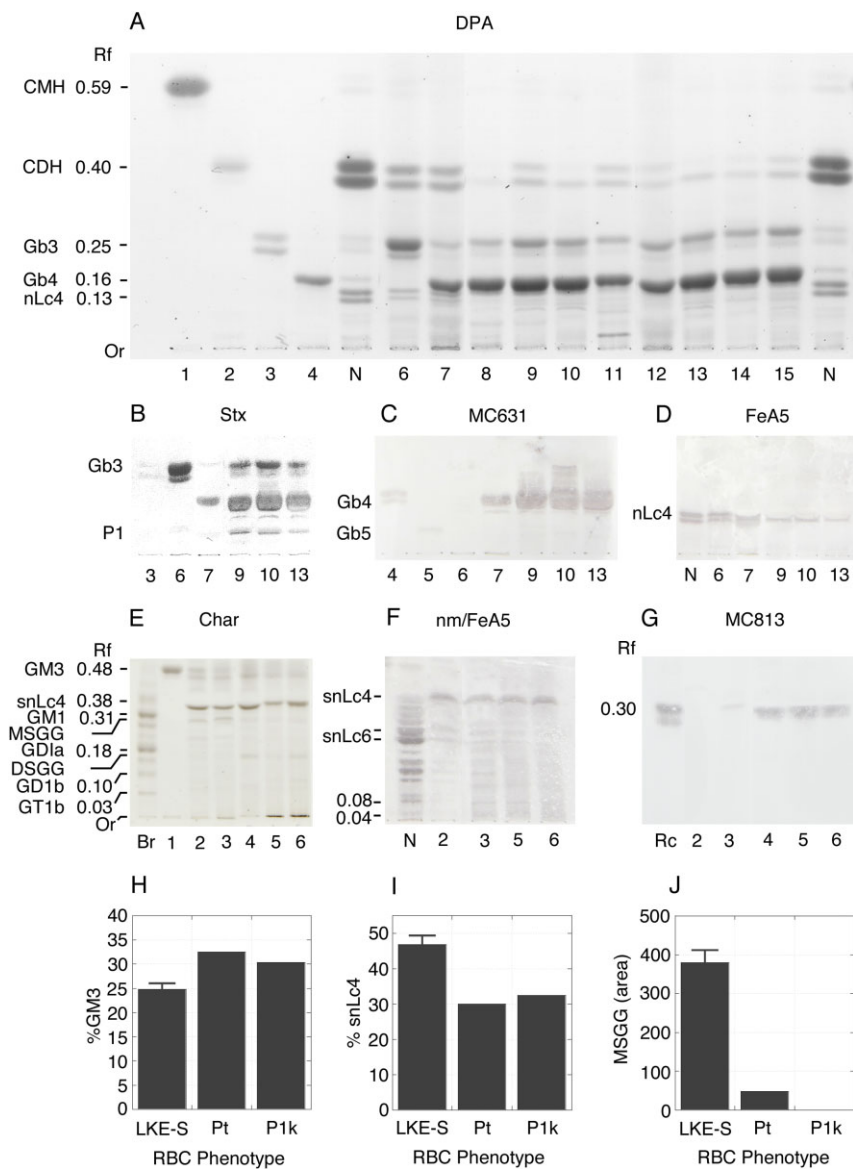 A DPA
Rf
CMH 0.59
CDH 0.40
Gb3 0.25
Gb4 0.16
nLc4 0.13
Or
1 2 3 4 N 6 7 8 9 10 11 12 13 14 15 N
B Stx
Gb3
P1
3 6 7 9 10 13
C MC631
Gb4
Gb5
4 5 6 7 9 10 13
D FeA5
nLc4
N 6 7 9 10 13
E Char
Rf
GM3 0.48
snLc4 0.38
GM1 0.31
MSGG
GDIa 0.18
DSGG
GD1b 0.10
GT1b 0.03
Or
Br 1 2 3 4 5 6
F nm/FeA5
snLc4
snLc6
0.08
0.04
N 2 3 5 6
G MC813
Rf
0.30
Rc 2 3 4 5 6
H
%GM3
40
35
30
25
20
15
10
5
0
LKE-S Pt P1k
RBC Phenotype
I
% snLc4
50
40
30
20
10
0
LKE-S Pt P1k
RBC Phenotype
J
MSGG (area)
500
400
300
200
100
0
LKE-S Pt P1k
RBC Phenotype